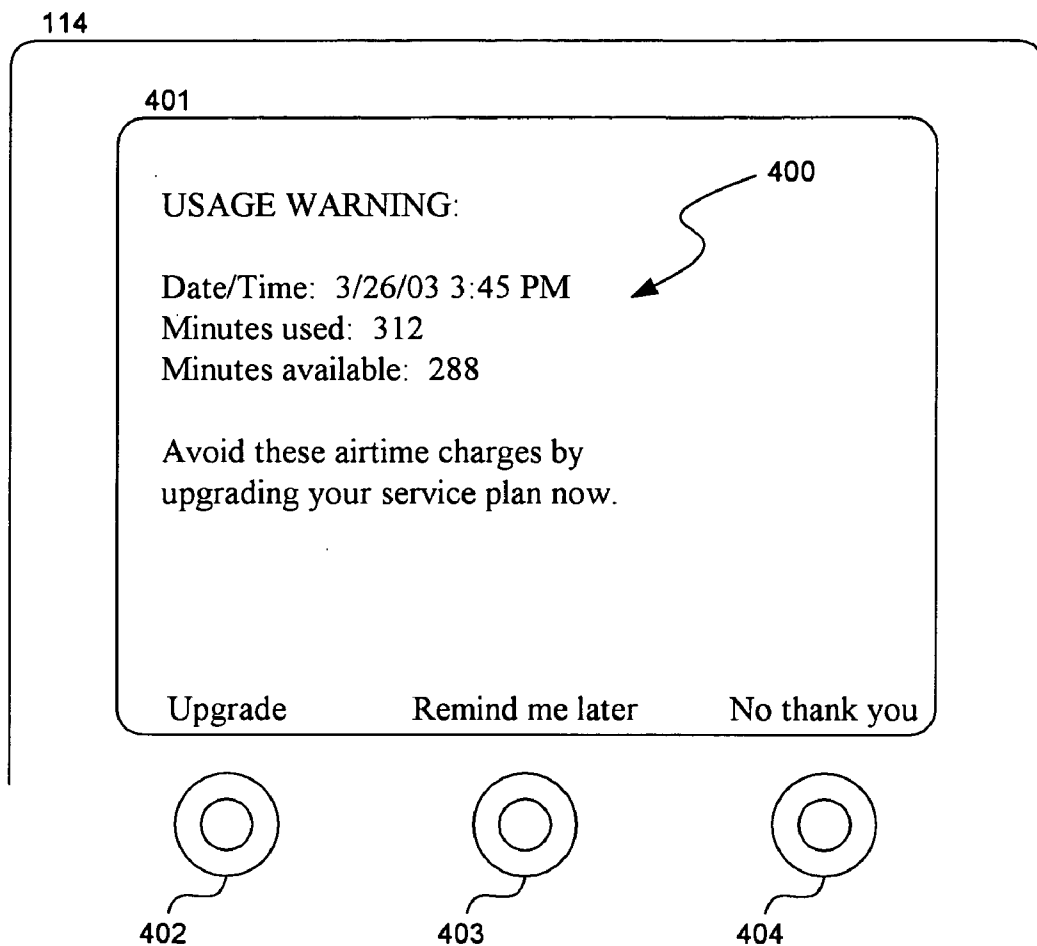 114
401
400
USAGE WARNING:
Date/Time: 3/26/03 3:45 PM
Minutes used: 312
Minutes available: 288
Avoid these airtime charges by
upgrading your service plan now.
Upgrade Remind me later No thank you
402 403 404